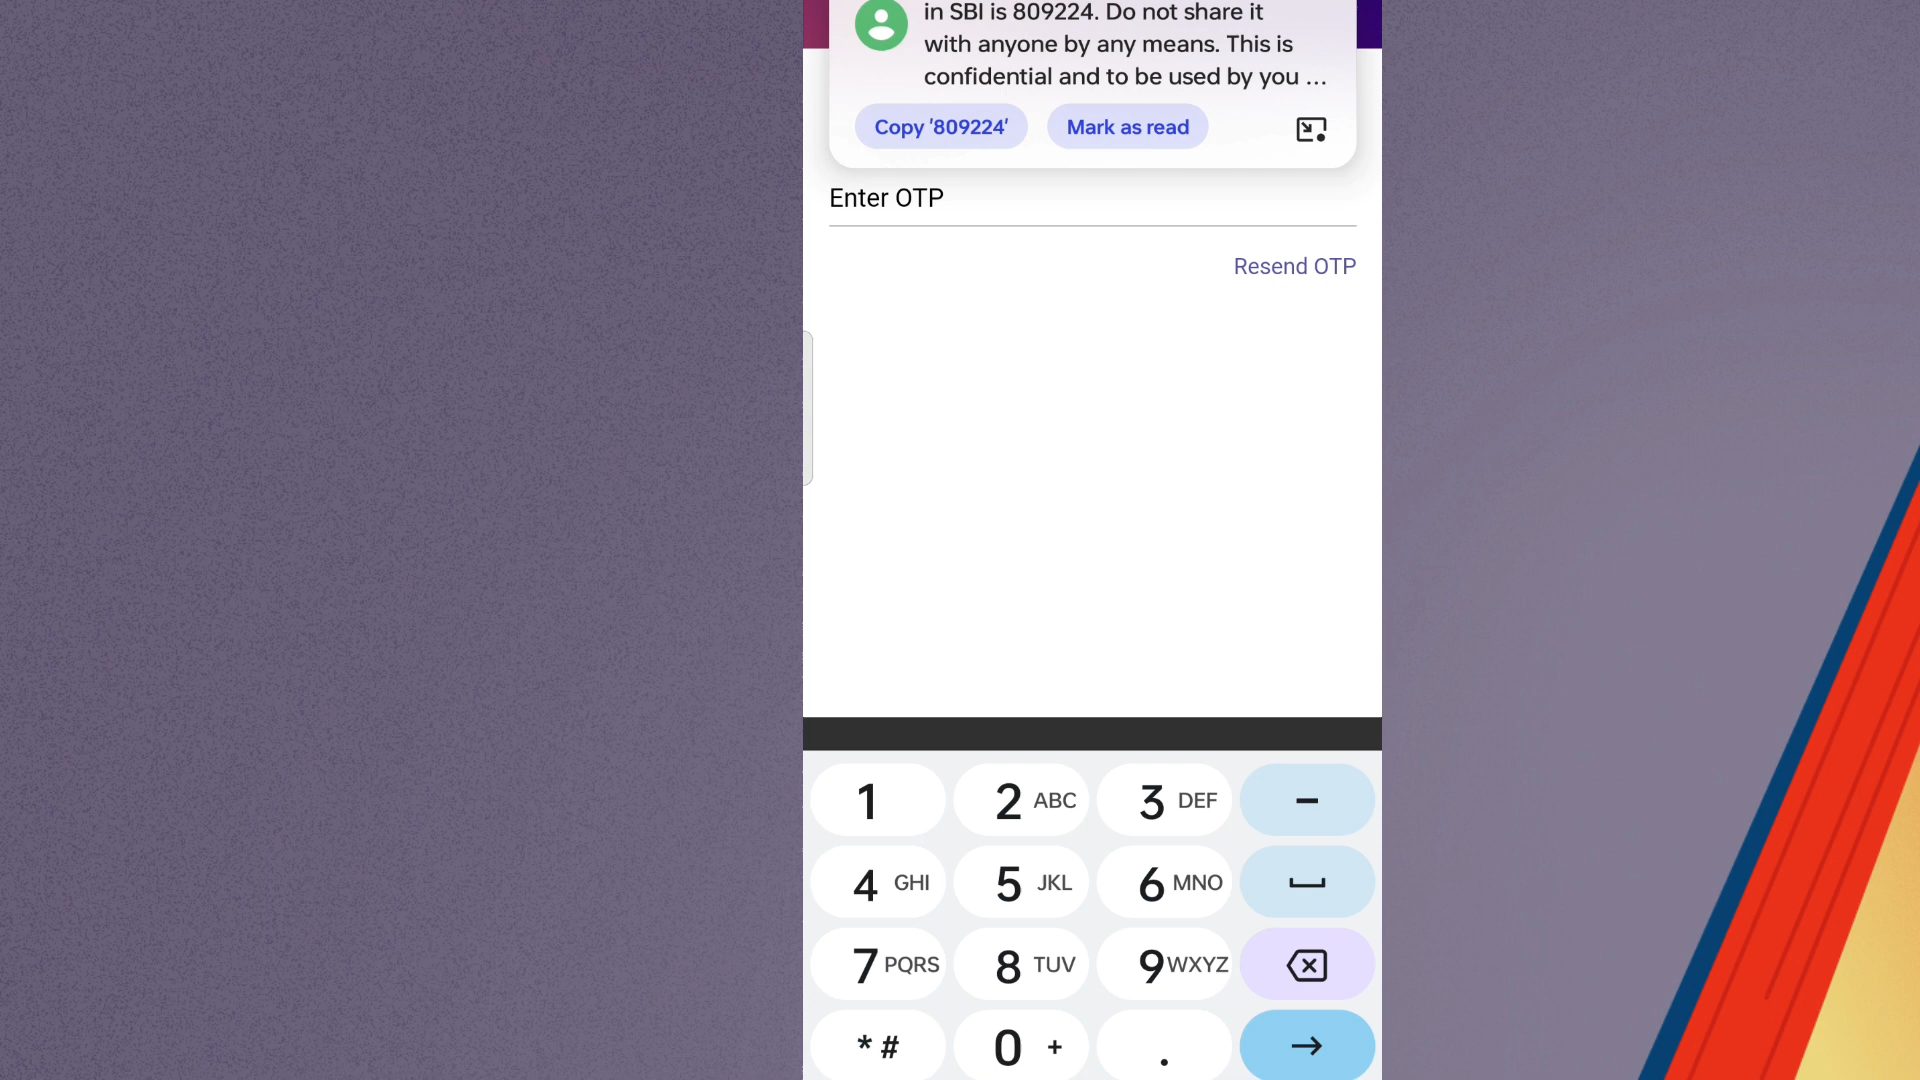 in SBI is 809224. Do not share it
with anyone by any means. This is
confidential and to be used by you ...
Copy '809224'
Mark as read
Enter OTP
Resend OTP
1
2 ABC
3 DEF
-
4 GHI
5 JKL
6 MNO
7 PQRS
8 TUV
9 WXYZ
* #
0 +
.